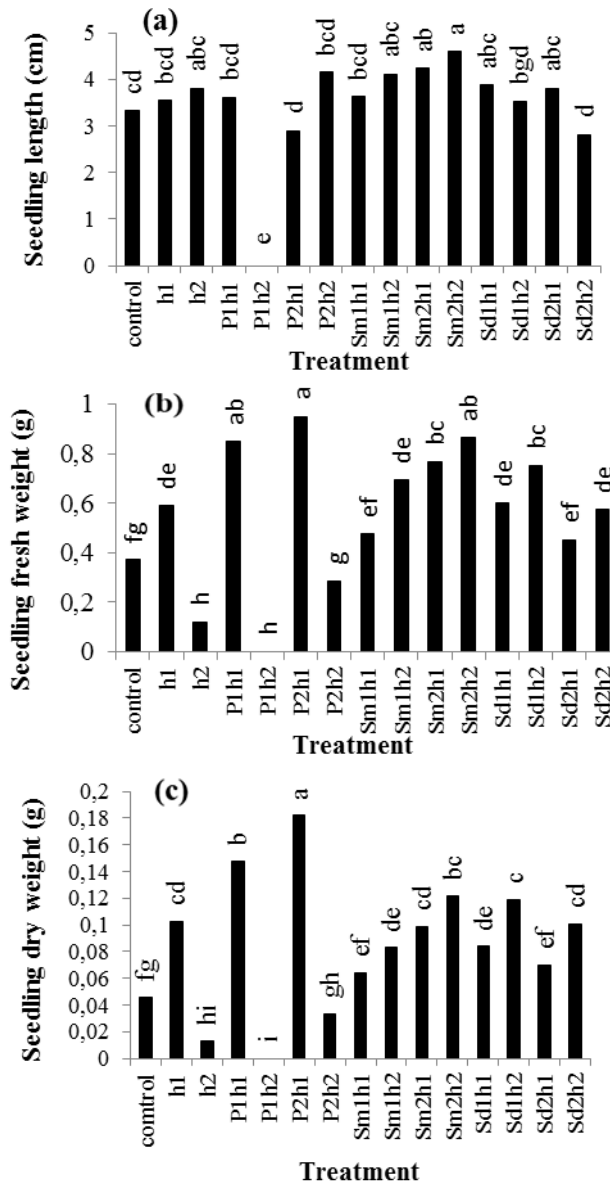 (a)
Seedling length (cm)
5
4
3
2
1
0
cd
bcd
abc
bcd
e
d
bcd
bcd
abc
ab
a
abc
bgd
abc
d
control
h1
h2
P1h1
P1h2
P2h1
P2h2
Sm1h1
Sm1h2
Sm2h1
Sm2h2
Sd1h1
Sd1h2
Sd2h1
Sd2h2
Treatment
(b)
Seedling fresh weight (g)
1
0,8
0,6
0,4
0,2
0
fg
de
h
ab
h
a
g
ef
de
bc
ab
de
bc
ef
de
control
h1
h2
P1h1
P1h2
P2h1
P2h2
Sm1h1
Sm1h2
Sm2h1
Sm2h2
Sd1h1
Sd1h2
Sd2h1
Sd2h2
Treatment
(c)
Seedling dry weight (g)
0,2
0,18
0,16
0,14
0,12
0,1
0,08
0,06
0,04
0,02
0
fg
cd
hi
b
i
a
gh
ef
de
cd
bc
de
c
ef
cd
control
h1
h2
P1h1
P1h2
P2h1
P2h2
Sm1h1
Sm1h2
Sm2h1
Sm2h2
Sd1h1
Sd1h2
Sd2h1
Sd2h2
Treatment